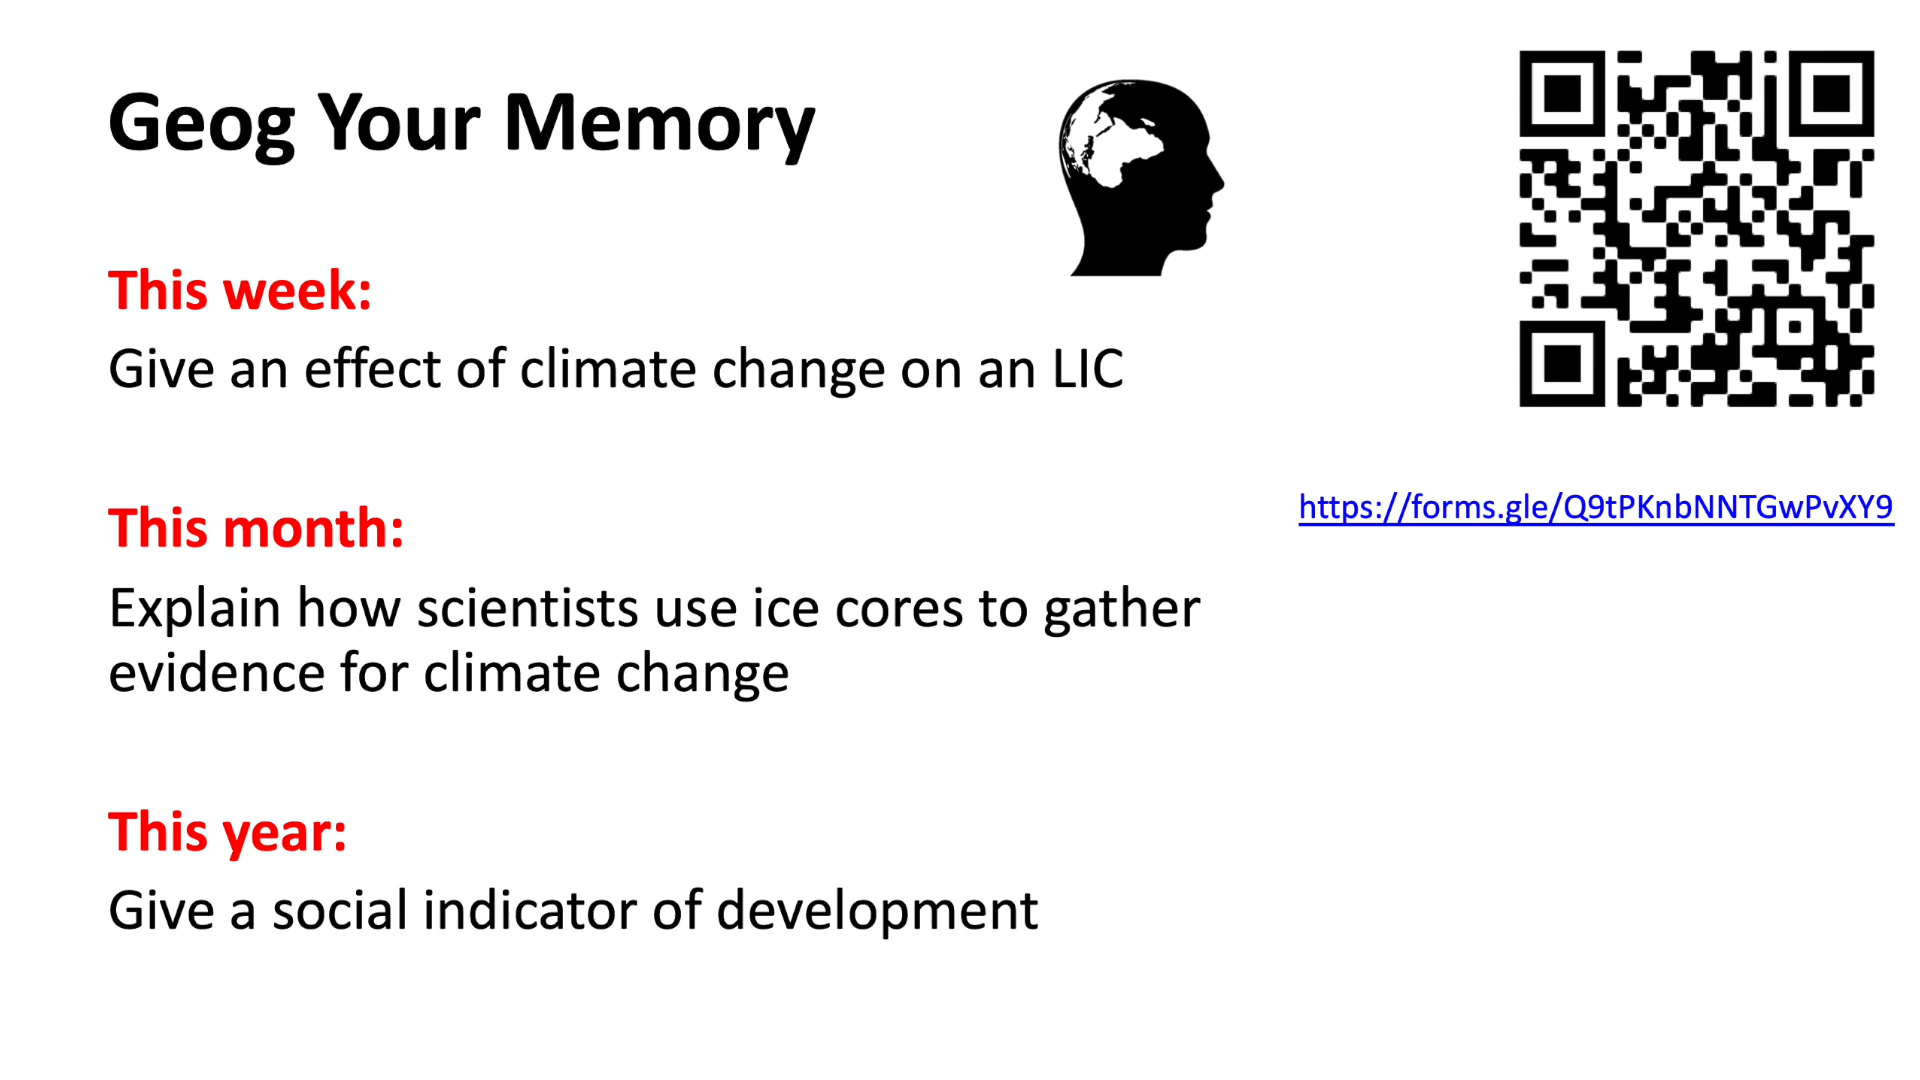 Geog Your Memory
This week:
Give an effect of climate change on an LIC
https://forms.gle/Q9tPKnbNNTGwPvXY9
This month:
Explain how scientists use ice cores to gather
evidence for climate change
This year:
Give a social indicator of development